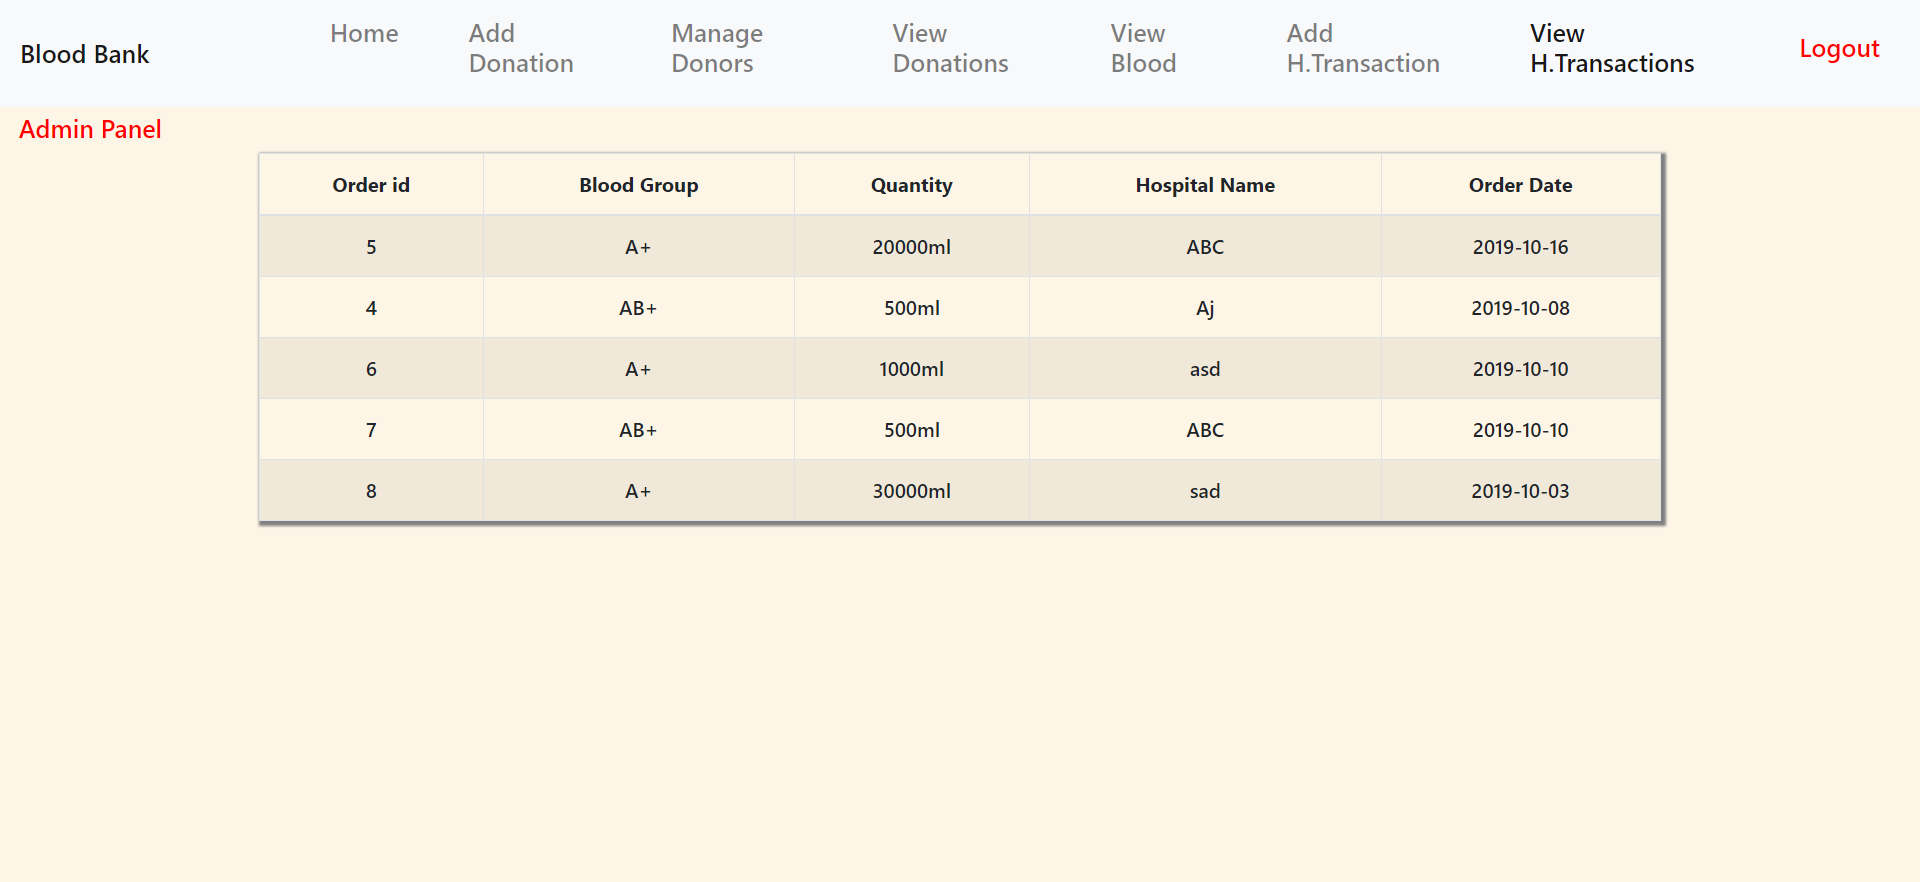 Blood Bank
Home
Add
Donation
Manage
Donors
View
Donations
View
Blood
Add
H.Transaction
View
H.Transactions
Logout
Admin Panel
Order id Blood Group Quantity Hospital Name Order Date
5 A+ 20000ml ABC 2019-10-16
4 AB+ 500ml Aj 2019-10-08
6 A+ 1000ml asd 2019-10-10
7 AB+ 500ml ABC 2019-10-10
8 A+ 30000ml sad 2019-10-03